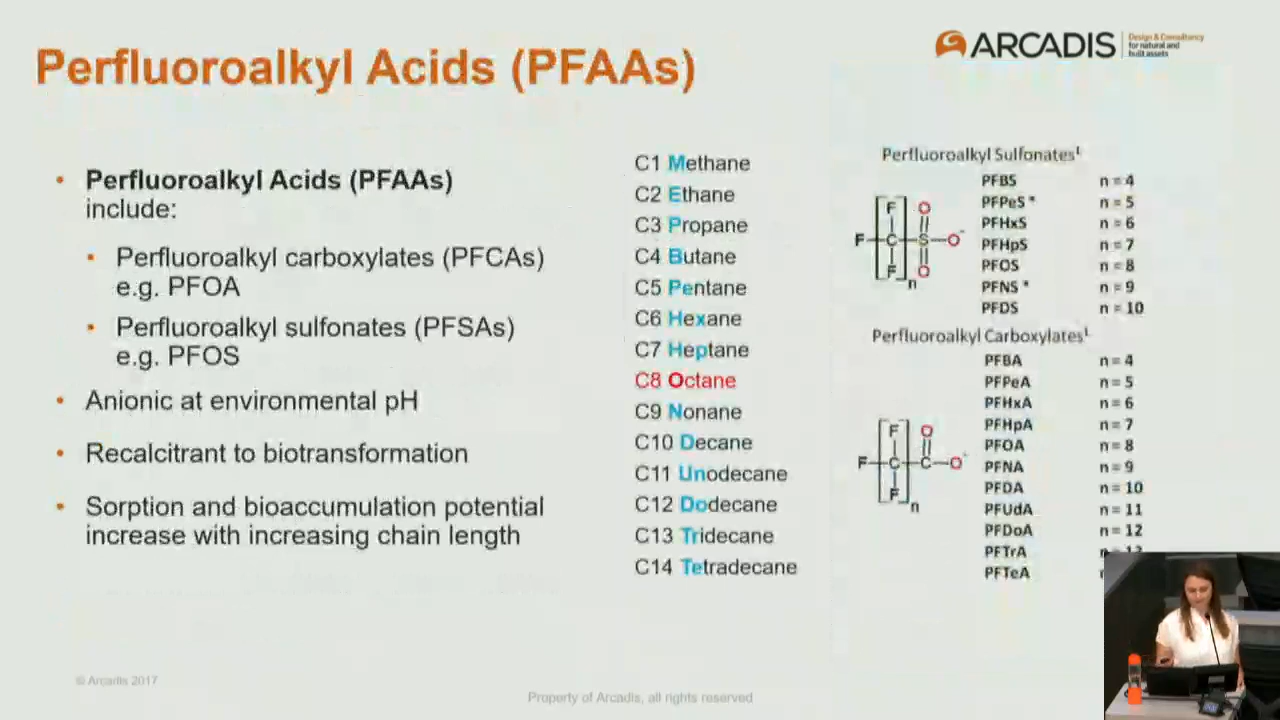 Perfluoroalkyl Acids (PFAAs)
ARCADIS
Design & Consultancy
for natural and
built assets
• Perfluoroalkyl Acids (PFAAs)
include:
• Perfluoroalkyl carboxylates (PFCAs)
e.g. PFOA
• Perfluoroalkyl sulfonates (PFSAs)
e.g. PFOS
• Anionic at environmental pH
• Recalcitrant to biotransformation
• Sorption and bioaccumulation potential
increase with increasing chain length
C1 Methane
C2 Ethane
C3 Propane
C4 Butane
C5 Pentane
C6 Hexane
C7 Heptane
C8 Octane
C9 Nonane
C10 Decane
C11 Unodecane
C12 Dodecane
C13 Tridecane
C14 Tetradecane
Perfluoroalkyl Sulfonates
F
O
F C S O-
F
O
n
PFBS n = 4
PFPeS * n = 5
PFHxS n = 6
PFHpS n = 7
PFOS n = 8
PFNS * n = 9
PFDS n = 10
Perfluoroalkyl Carboxylates
F
O
F C C O-
F
n
PFBA n = 4
PFPeA n = 5
PFHxA n = 6
PFHpA n = 7
PFOA n = 8
PFNA n = 9
PFDA n = 10
PFUdA n = 11
PFDoA n = 12
PFTrA
PFTeA
© Arcadis 2017
Property of Arcadis, all rights reserved